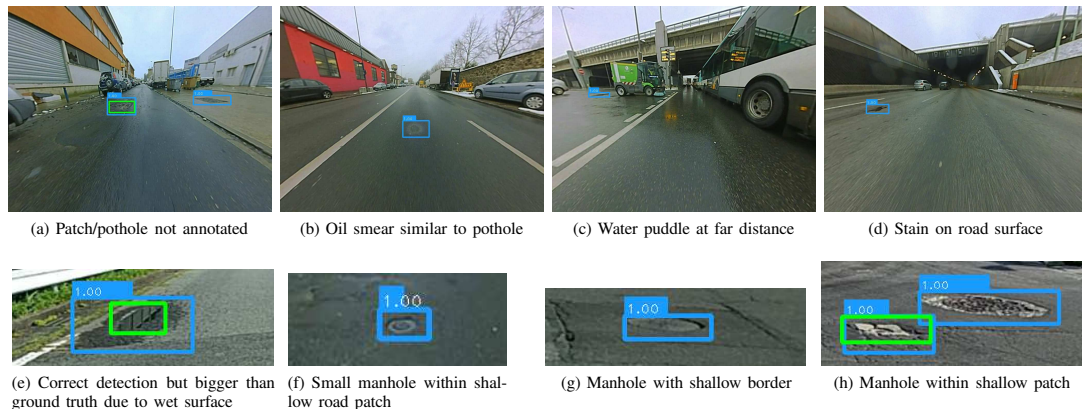 (a) Patch/pothole not annotated
(b) Oil smear similar to pothole
(c) Water puddle at far distance
(d) Stain on road surface
1.00
1.00
1.00
1.00
1.00
(e) Correct detection but bigger than
ground truth due to wet surface
(f) Small manhole within shal-
low road patch
(g) Manhole with shallow border
(h) Manhole within shallow patch